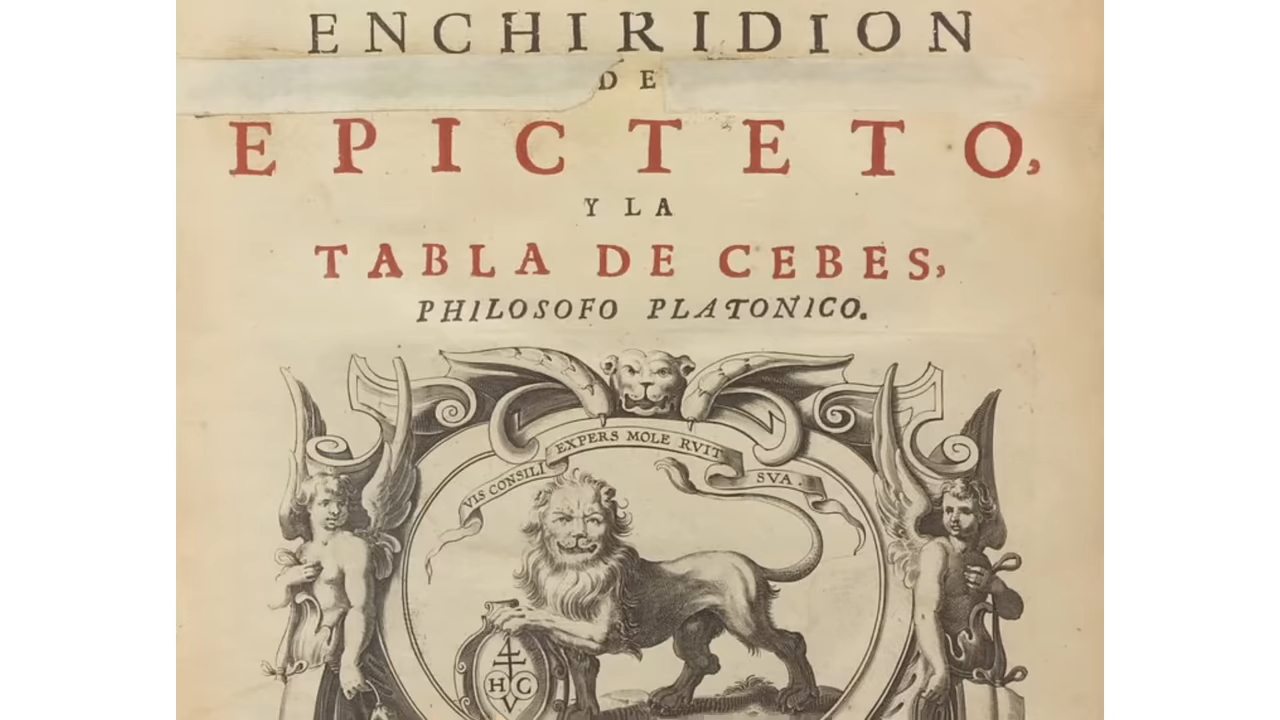 ENCHIRIDION
DE
EPICTETO,
Y LA
TABLA DE CEBES,
PHILOSOFO PLATONICO.
VIS CONSILI EXPERS MOLE RVIT SVA.
H C
V